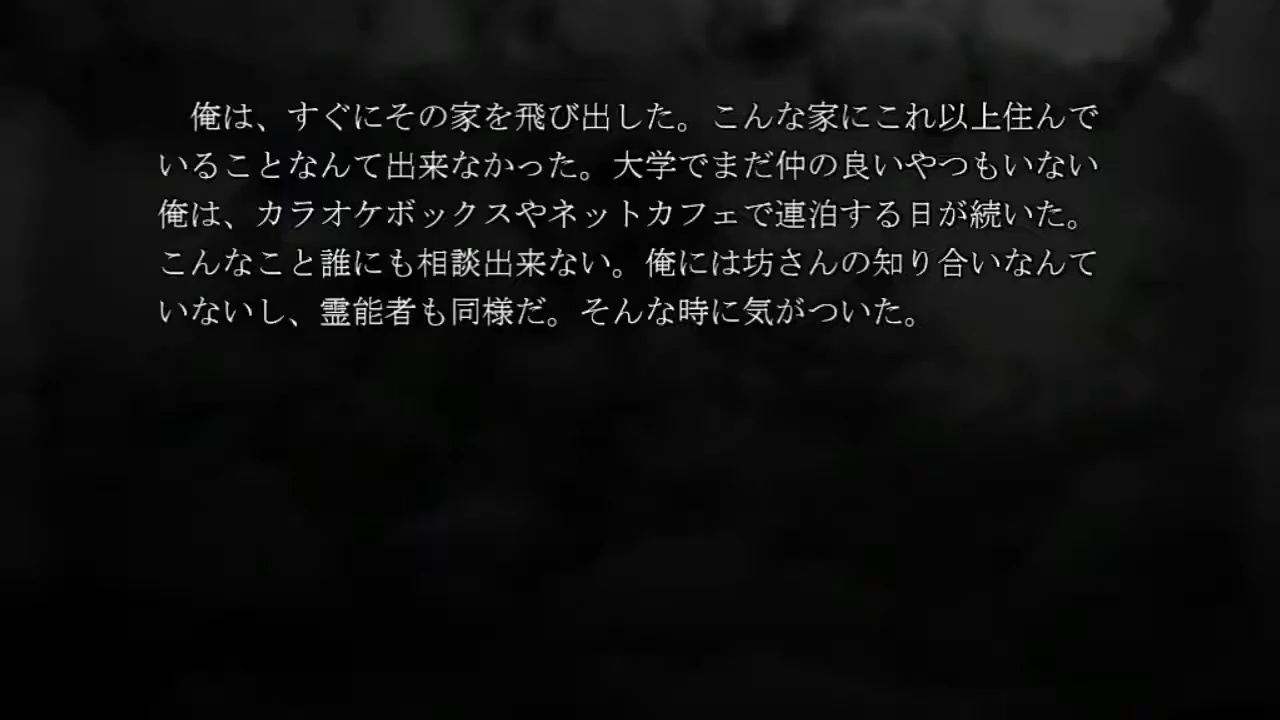 俺は、すぐにその家を飛び出した。こんな家にこれ以上住んで
いることなんて出来なかった。大学でまだ仲の良いやつもいない
俺は、カラオケボックスやネットカフェで連泊する日が続いた。
こんなこと誰にも相談出来ない。俺には坊さんの知り合いなんて
いないし、霊能者も同様だ。そんな時に気がついた。